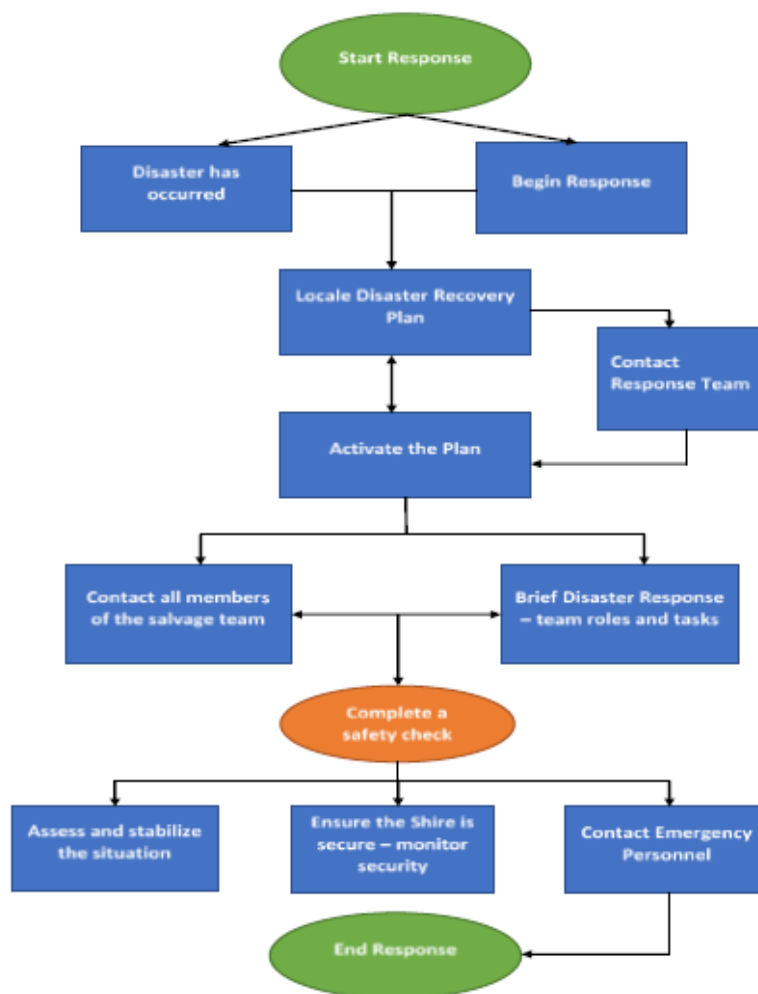 Start Response
Disaster has
occurred
Begin Response
Locale Disaster Recovery
Plan
Contact
Response Team
Activate the Plan
Contact all members
of the salvage team
Brief Disaster Response
– team roles and tasks
Complete a
safety check
Assess and stabilize
the situation
Ensure the Shire is
secure – monitor
security
Contact Emergency
Personnel
End Response